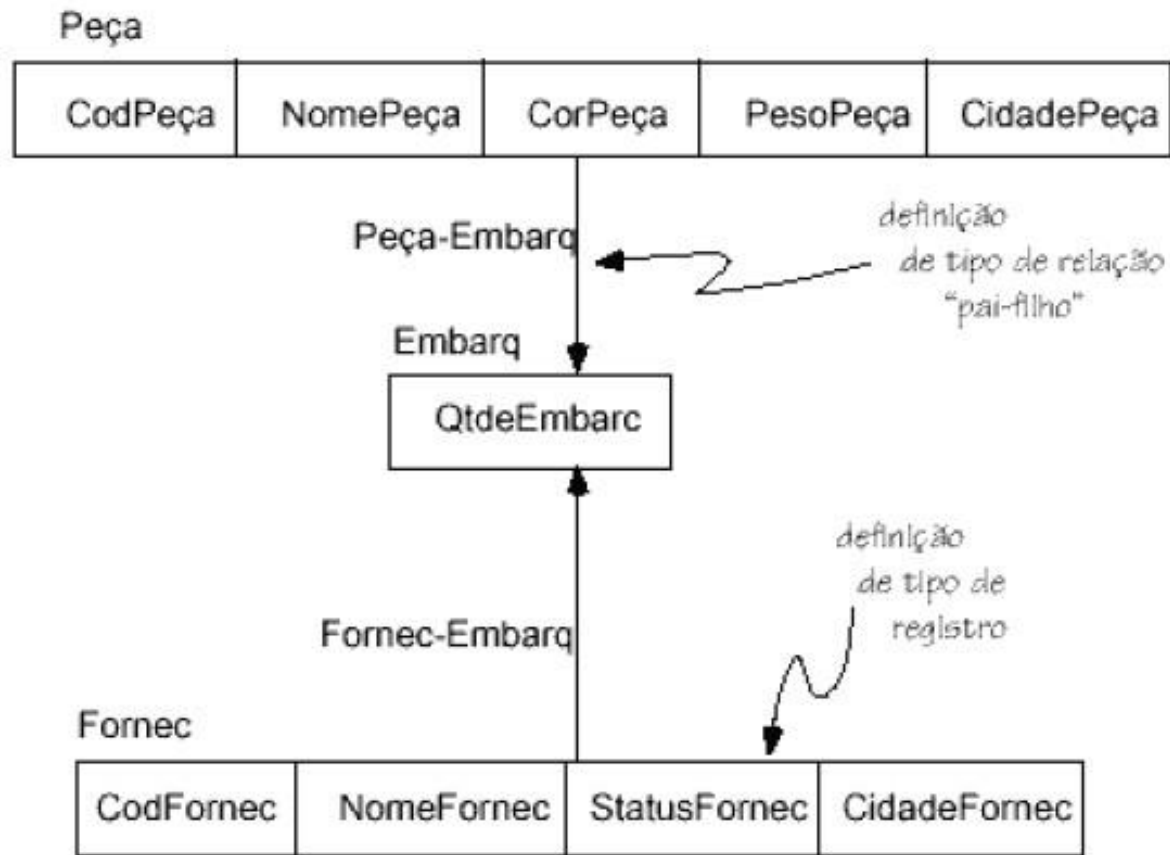 Peça
CodPeça NomePeça CorPeça PesoPeça CidadePeça
Peça-Embarq
definição
de tipo de relação
“pai-filho”
Embarq
QtdeEmbarc
definição
de tipo de
registro
Fornec-Embarq
Fornec
CodFornec NomeFornec StatusFornec CidadeFornec